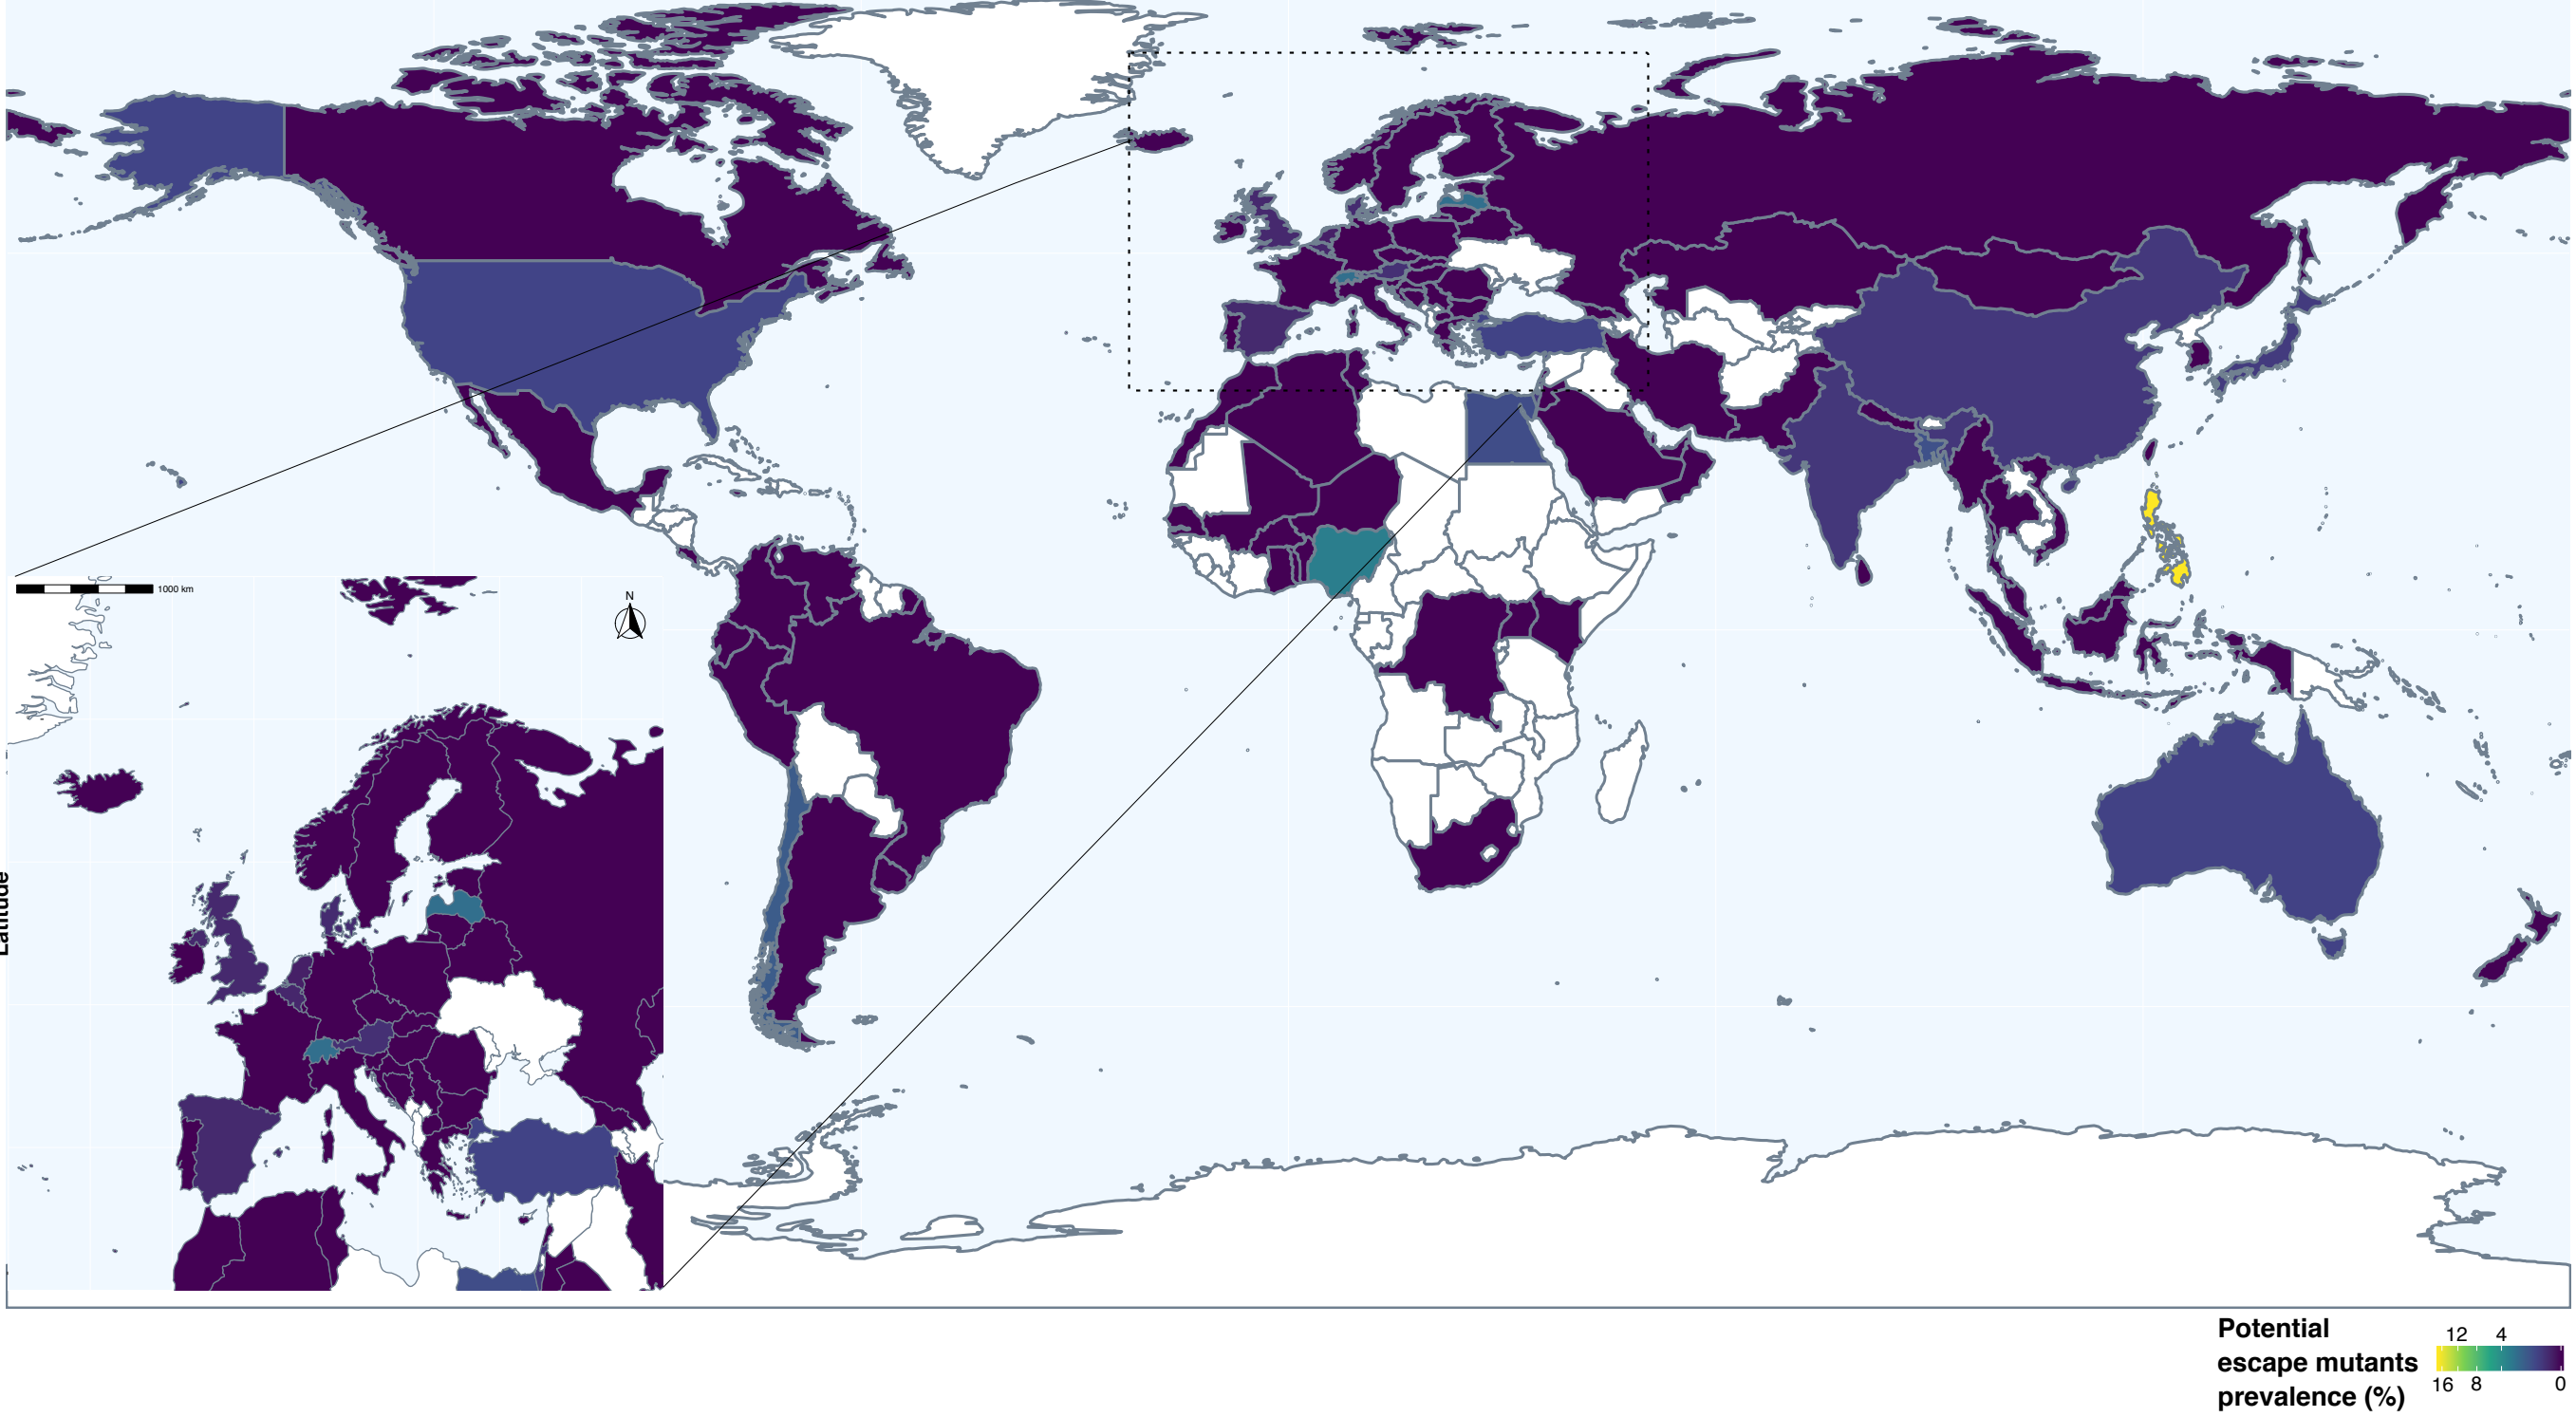 1000 km
N
Latitude
Potential
escape mutants
prevalence (%)
12 4
16 8 0